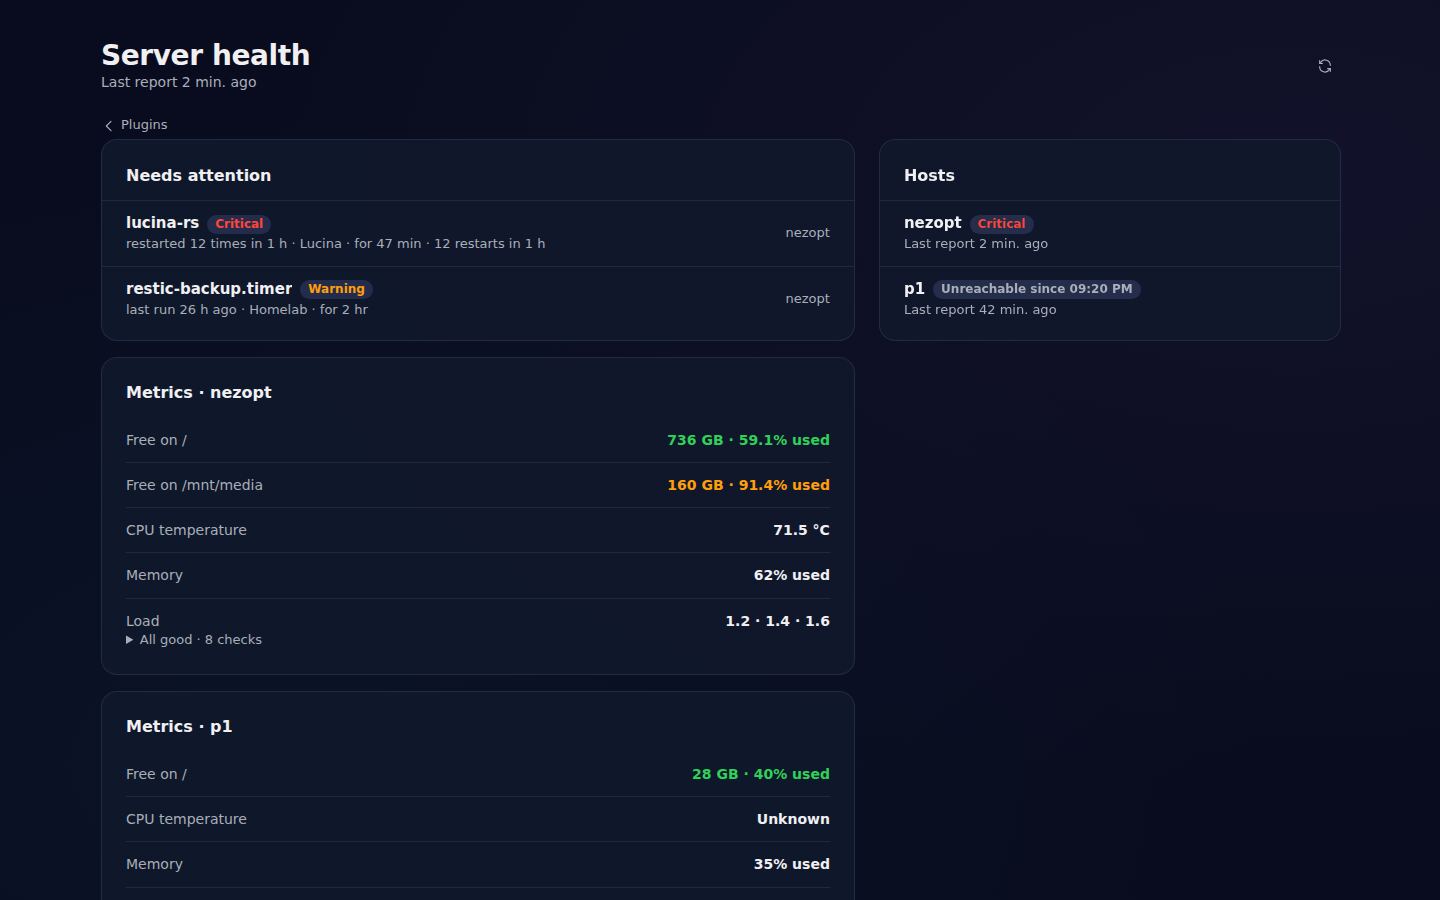 Server health
Last report 2 min. ago
Plugins
Needs attention
lucina-rs Critical
restarted 12 times in 1 h · Lucina · for 47 min · 12 restarts in 1 h
nezopt
restic-backup.timer Warning
last run 26 h ago · Homelab · for 2 hr
nezopt
Hosts
nezopt Critical
Last report 2 min. ago
p1 Unreachable since 09:20 PM
Last report 42 min. ago
Metrics · nezopt
Free on / 736 GB · 59.1% used
Free on /mnt/media 160 GB · 91.4% used
CPU temperature 71.5 °C
Memory 62% used
Load 1.2 · 1.4 · 1.6
All good · 8 checks
Metrics · p1
Free on / 28 GB · 40% used
CPU temperature Unknown
Memory 35% used